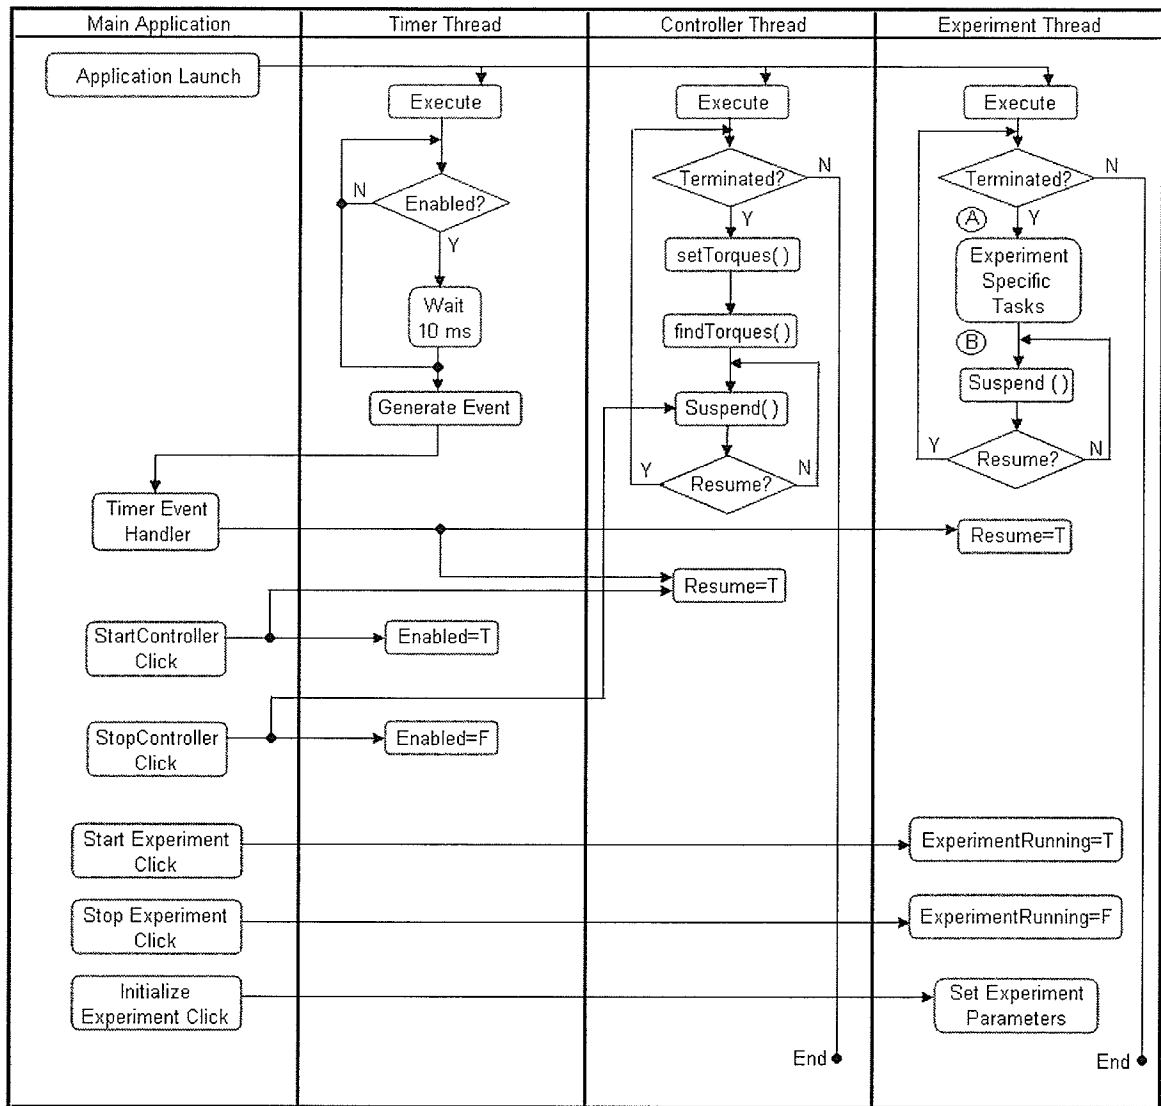 Main Application
Timer Thread
Controller Thread
Experiment Thread
Application Launch
Execute
Execute
Execute
N
Enabled?
Y
Wait
10 ms
Generate Event
Terminated?
N
Y
setTorques( )
findTorques( )
Suspend( )
Y
Resume?
N
Terminated?
N
A
Y
Experiment
Specific
Tasks
B
Suspend ( )
Y
Resume?
N
Timer Event
Handler
Resume=T
Resume=T
StartController
Click
Enabled=T
StopController
Click
Enabled=F
Start Experiment
Click
ExperimentRunning=T
Stop Experiment
Click
ExperimentRunning=F
Initialize
Experiment Click
Set Experiment
Parameters
End
End